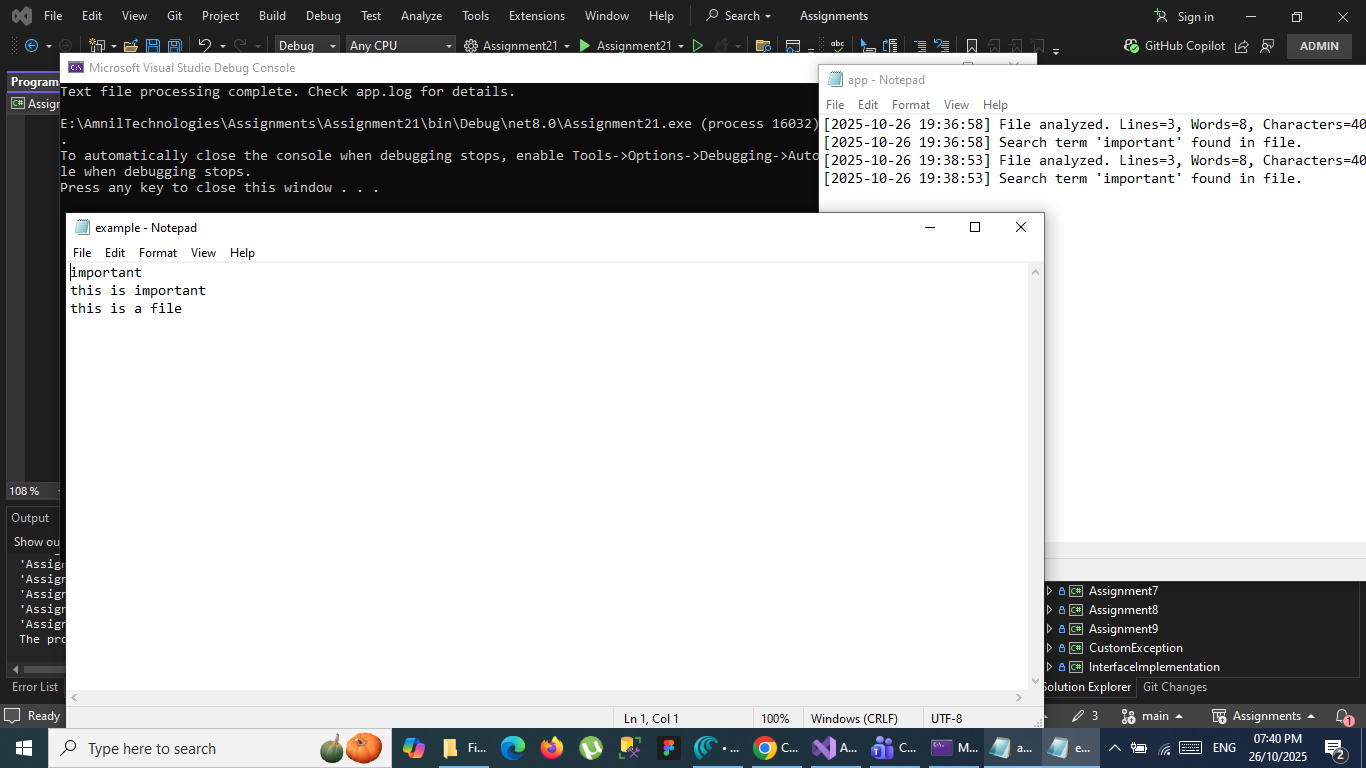 File Edit View Git Project Build Debug Test Analyze Tools Extensions Window Help Search Assignments Sign in
Debug Any CPU Assignment21 Assignment21 GitHub Copilot ADMIN
Program
C# Assign
Microsoft Visual Studio Debug Console
Text file processing complete. Check app.log for details.
E:\AmnilTechnologies\Assignments\Assignment21\bin\Debug\net8.0\Assignment21.exe (process 16032)
.
To automatically close the console when debugging stops, enable Tools->Options->Debugging->Auto
le when debugging stops.
Press any key to close this window . . .
app - Notepad
File Edit Format View Help
[2025-10-26 19:36:58] File analyzed. Lines=3, Words=8, Characters=40
[2025-10-26 19:36:58] Search term 'important' found in file.
[2025-10-26 19:38:53] File analyzed. Lines=3, Words=8, Characters=40
[2025-10-26 19:38:53] Search term 'important' found in file.
example - Notepad
File Edit Format View Help
important
this is important
this is a file
Ln 1, Col 1 100% Windows (CRLF) UTF-8
108 %
Output
Show ou
'Assign
'Assign
'Assign
'Assign
'Assign
The pro
Error List
Ready
C# Assignment7
C# Assignment8
C# Assignment9
C# CustomException
C# InterfaceImplementation
Solution Explorer Git Changes
3 main Assignments 1
Type here to search
Fi... • ... C... A... C... M... a... e...
ENG
07:40 PM
26/10/2025
2